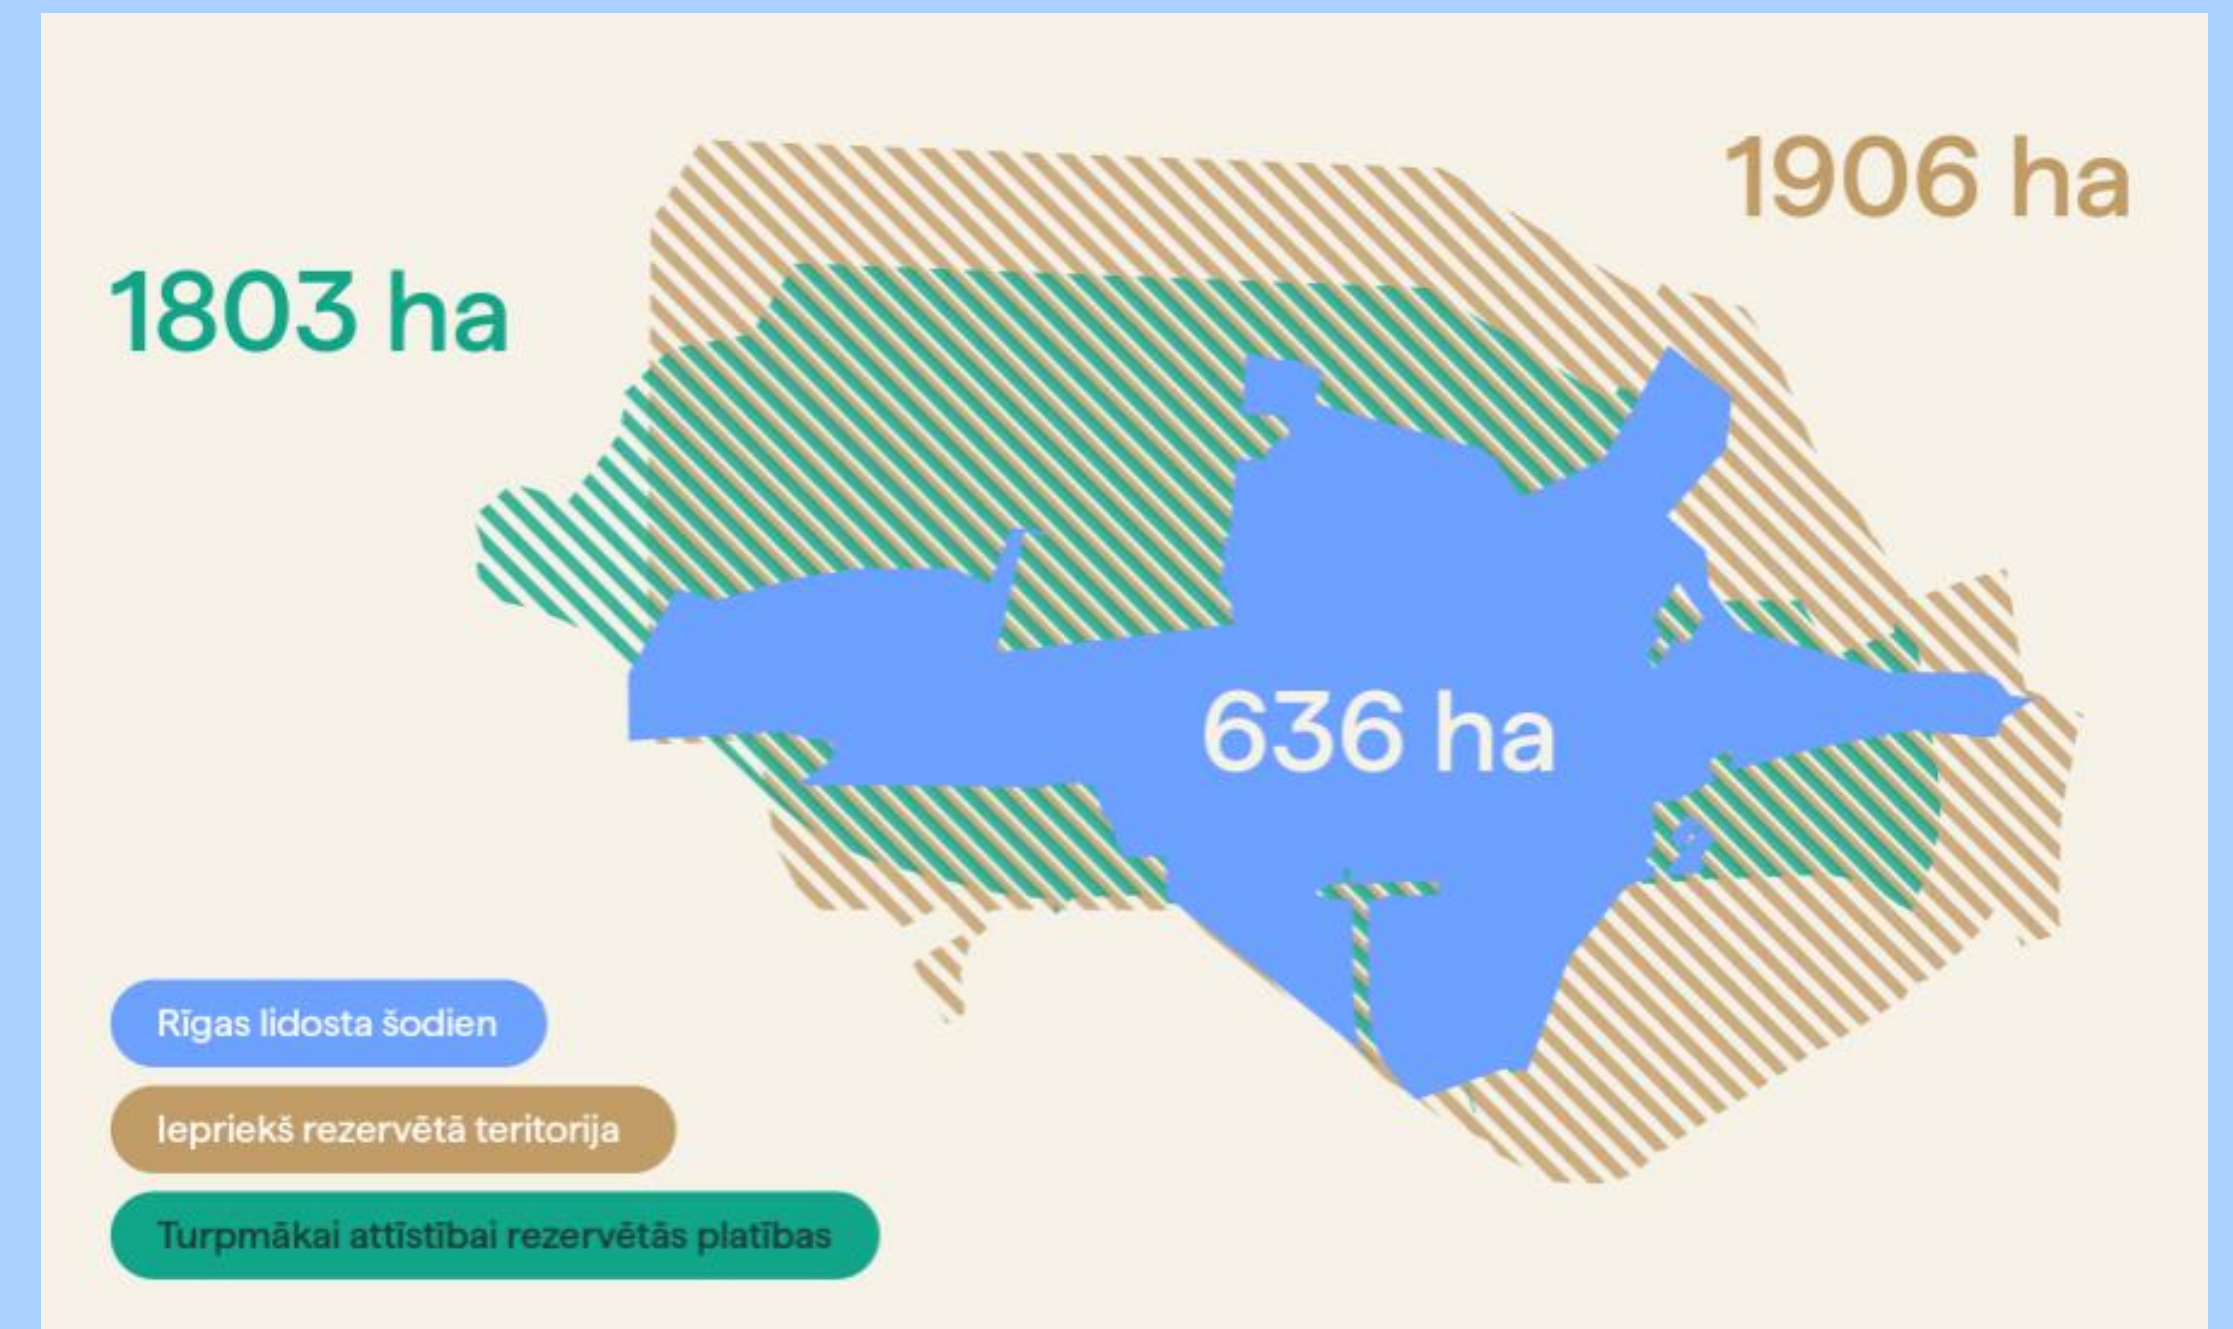 1906 ha
1803 ha
636 ha
Rīgas lidosta šodien
Iepriekš rezervētā teritorija
Turpmākai attīstībai rezervētās platības